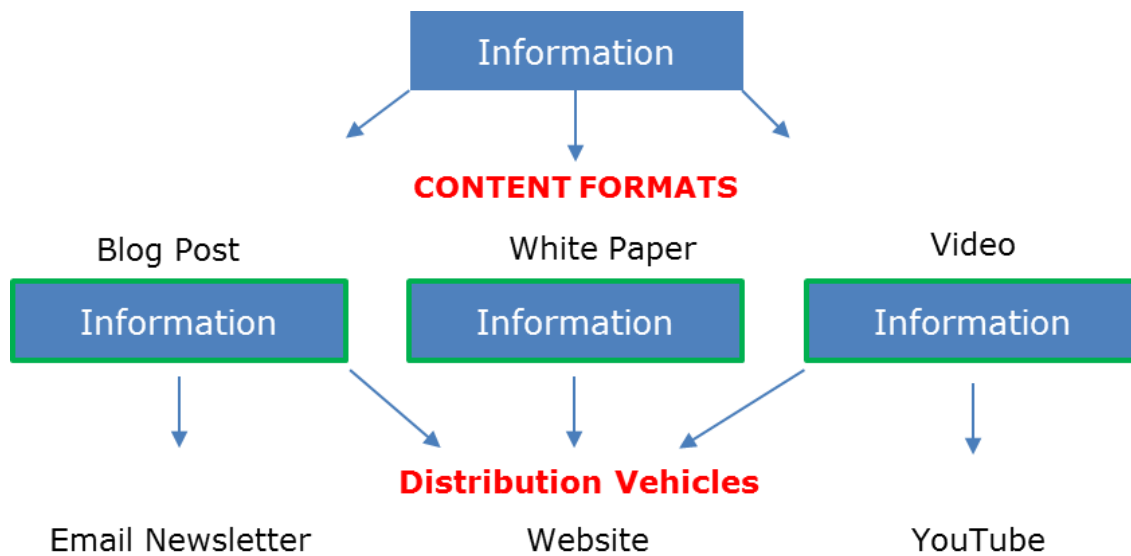 Information
CONTENT FORMATS
Blog Post
White Paper
Video
Information
Information
Information
Distribution Vehicles
Email Newsletter
Website
YouTube